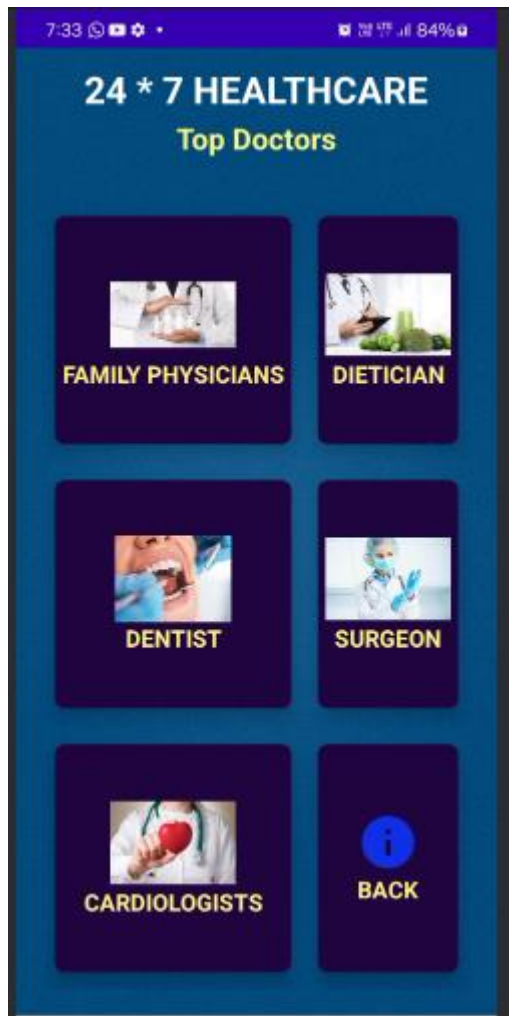 7:33
84%
24 * 7 HEALTHCARE
Top Doctors
FAMILY PHYSICIANS
DIETICIAN
DENTIST
SURGEON
CARDIOLOGISTS
BACK